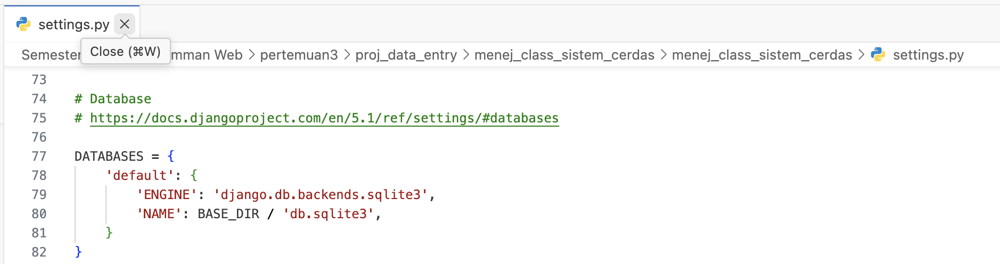 settings.py
Close (⌘W)
Semester mman Web > pertemuan3 > proj_data_entry > menej_class_sistem_cerdas > menej_class_sistem_cerdas > settings.py
73
74 # Database
75 # https://docs.djangoproject.com/en/5.1/ref/settings/#databases
76
77 DATABASES = {
78     'default': {
79         'ENGINE': 'django.db.backends.sqlite3',
80         'NAME': BASE_DIR / 'db.sqlite3',
81     }
82 }